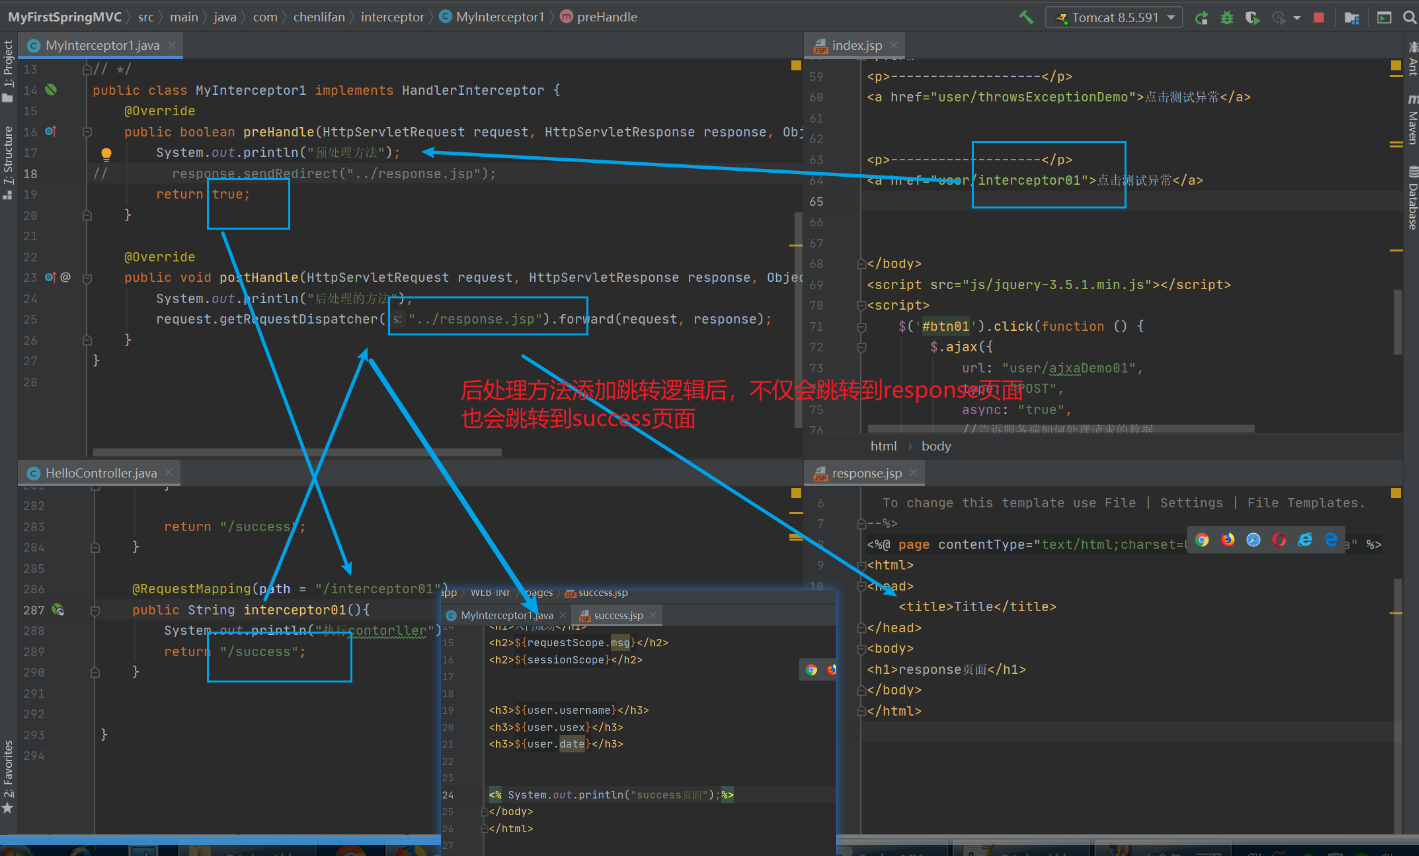 MyFirstSpringMVC src main java com chenlifan interceptor MyInterceptor1 preHandle Tomcat 8.5.591
MyInterceptor1.java
13 // */
14 public class MyInterceptor1 implements HandlerInterceptor {
15 @Override
16 public boolean preHandle(HttpServletRequest request, HttpServletResponse response, Obj
17 System.out.println("预处理方法");
18 // response.sendRedirect("../response.jsp");
19 return true;
20 }
21
22 @Override
23 public void postHandle(HttpServletRequest request, HttpServletResponse response, Objec
24 System.out.println("后处理的方法");
25 request.getRequestDispatcher( s: "../response.jsp").forward(request, response);
26 }
27 }
28
index.jsp
59 <p>--------------------</p>
60 <a href="user/throwsExceptionDemo">点击测试异常</a>
61
62
63 <p>--------------------</p>
64 <a href="user/interceptor01">点击测试异常</a>
65
66
67
68 </body>
69 <script src="js/jquery-3.5.1.min.js"></script>
70 <script>
71 $('#btn01').click(function () {
72 $.ajax({
73 url: "user/ajxaDemo01",
"POST",
75 async: "true",
76 //告诉服务器如何处理请求的数据
html body
后处理方法添加跳转逻辑后，不仅会跳转到response页面
也会跳转到success页面
HelloController.java
281 }
282
283 return "/success";
284 }
285
286 @RequestMapping(path = "/interceptor01")
287 public String interceptor01(){
288 System.out.println("执行contorller")
289 return "/success";
290 }
291
292
293 }
294
app WEB-INF pages success.jsp
MyInterceptor1.java success.jsp
14 <h1>入门成功</h1>
15 <h2>${requestScope.msg}</h2>
16 <h2>${sessionScope}</h2>
17
18
19 <h3>${user.username}</h3>
20 <h3>${user.usex}</h3>
21 <h3>${user.date}</h3>
22
23
24 <% System.out.println("success页面");%>
25 </body>
26 </html>
27
response.jsp
6 To change this template use File | Settings | File Templates.
7 --%>
8 <%@ page contentType="text/html;charset=U a" %>
9 <html>
10 <head>
<title>Title</title>
</head>
<body>
<h1>response页面</h1>
</body>
</html>
1: Project
7: Structure
2: Favorites
Ant
Maven
Database